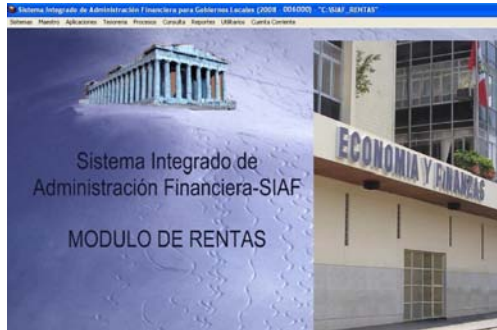 Sistema Integrado de Administración Financiera para Gobiernos Locales (2008 - 006000) - "C:\SIAF_RENTAS"
Sistemas Maestro Aplicaciones Tesoreria Procesos Consulta Reportes Utilitarios Cuenta Corriente
Sistema Integrado de
Administración Financiera-SIAF
MODULO DE RENTAS
ECONOMIA Y FINANZAS